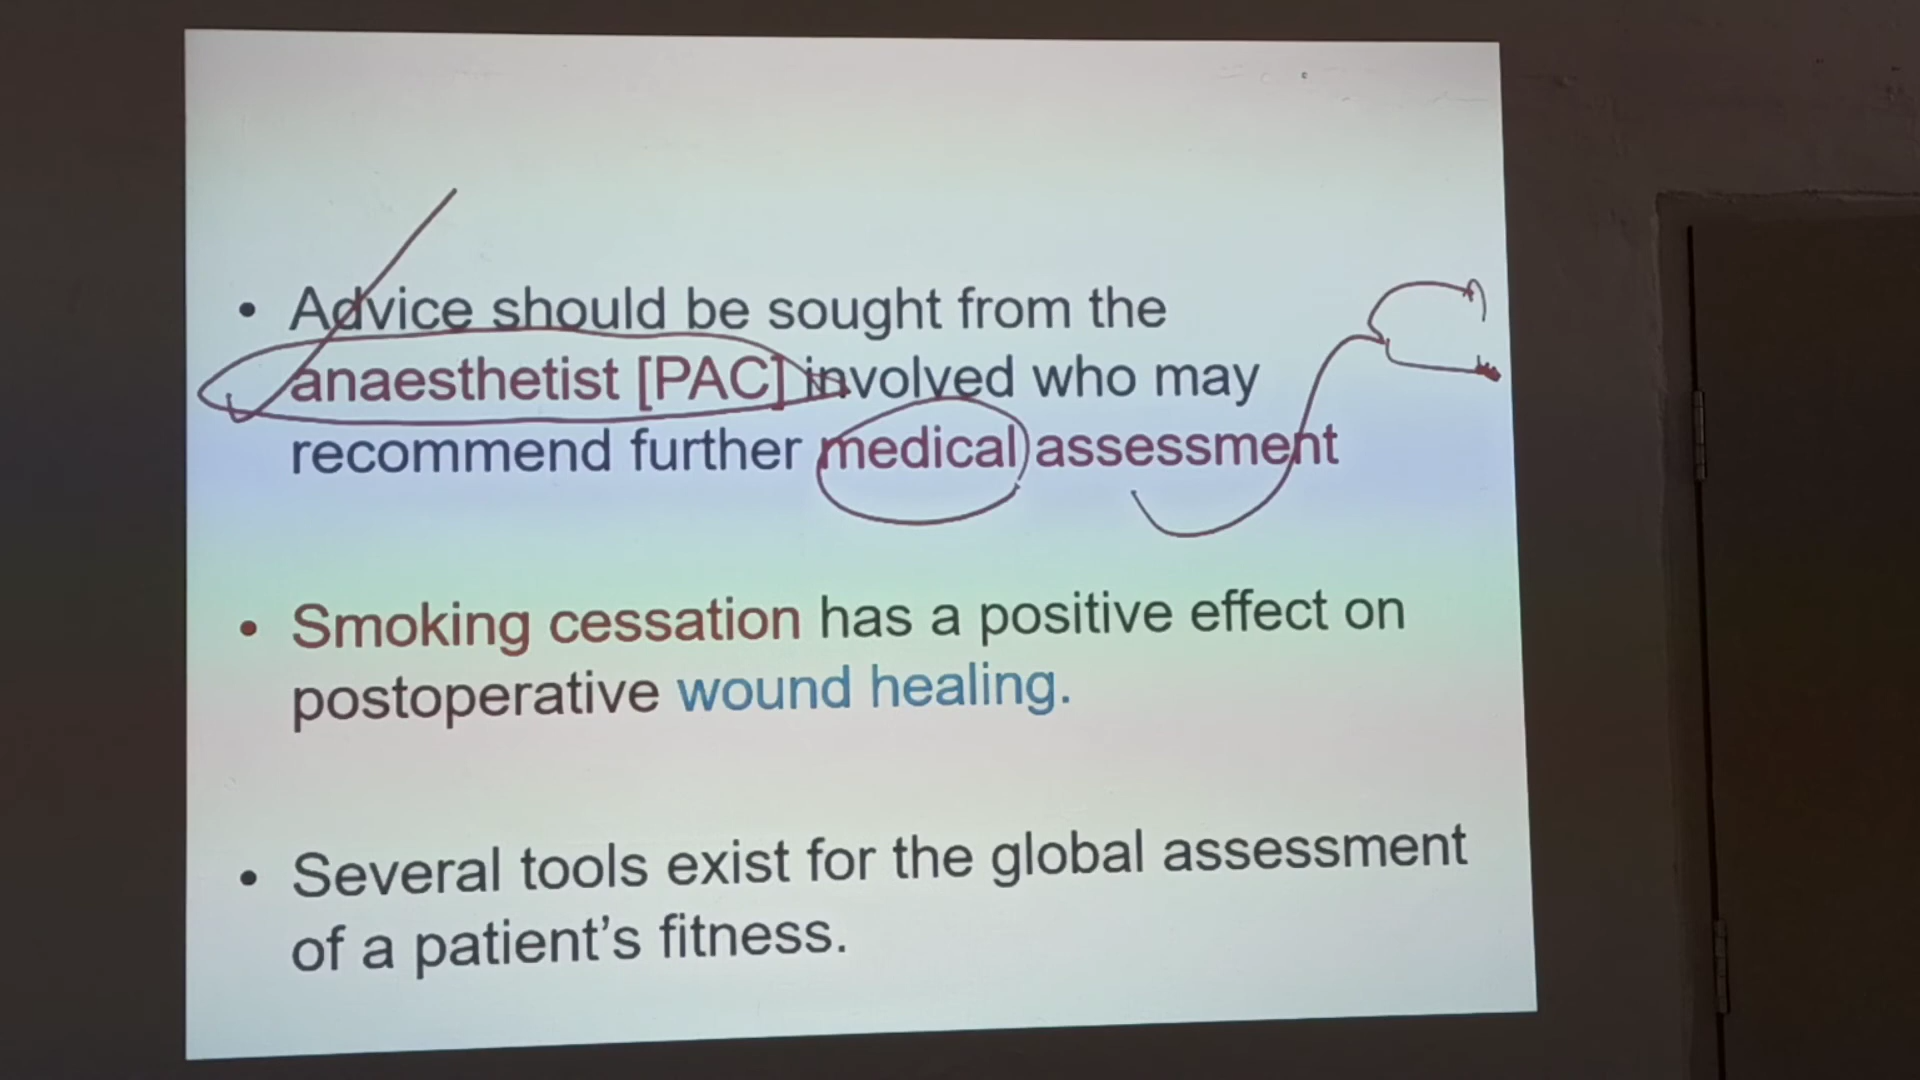 • Advice should be sought from the
anaesthetist [PAC] involved who may
recommend further medical assessment
• Smoking cessation has a positive effect on
postoperative wound healing.
• Several tools exist for the global assessment
of a patient’s fitness.